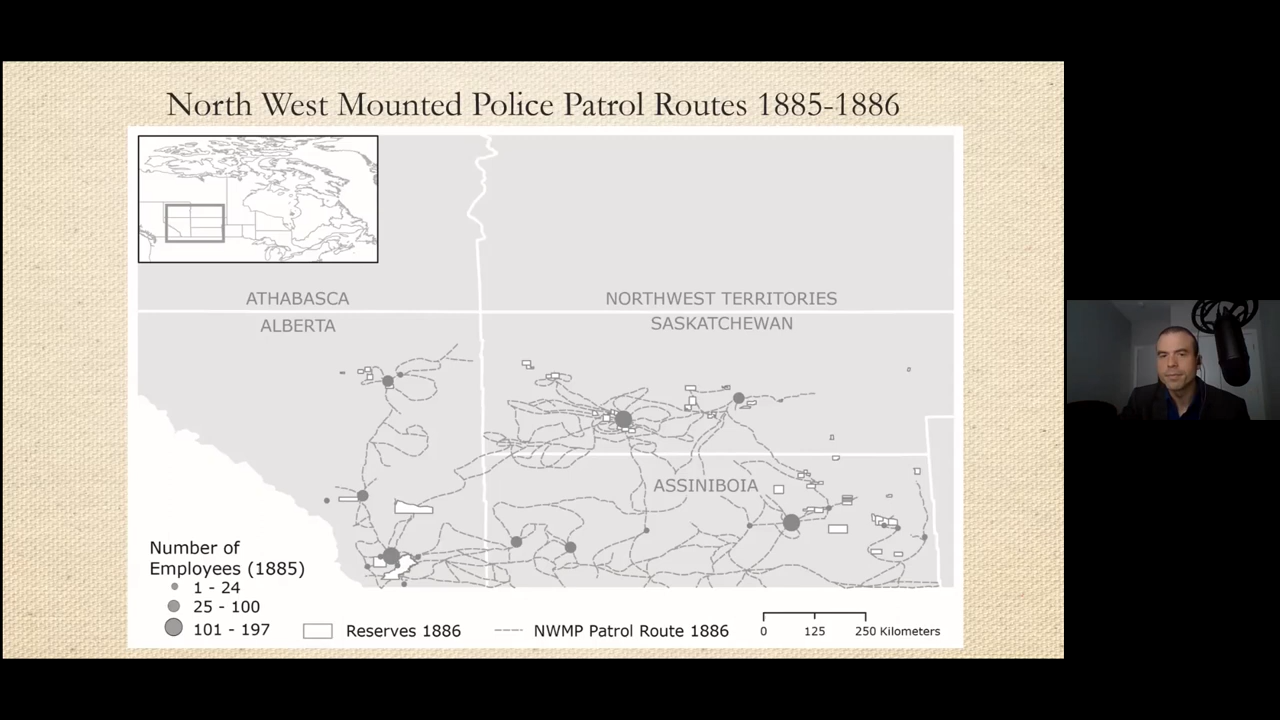 North West Mounted Police Patrol Routes 1885-1886
ATHABASCA
NORTHWEST TERRITORIES
ALBERTA
SASKATCHEWAN
ASSINIBOIA
Number of
Employees (1885)
1 - 24
25 - 100
101 - 197
Reserves 1886
NWMP Patrol Route 1886
0 125 250 Kilometers